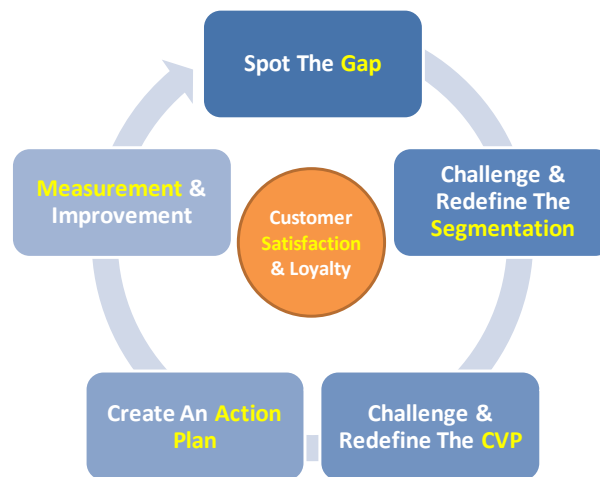 Spot The Gap
Challenge &
Redefine The
Segmentation
Challenge &
Redefine The CVP
Create An Action
Plan
Measurement &
Improvement
Customer
Satisfaction
& Loyalty